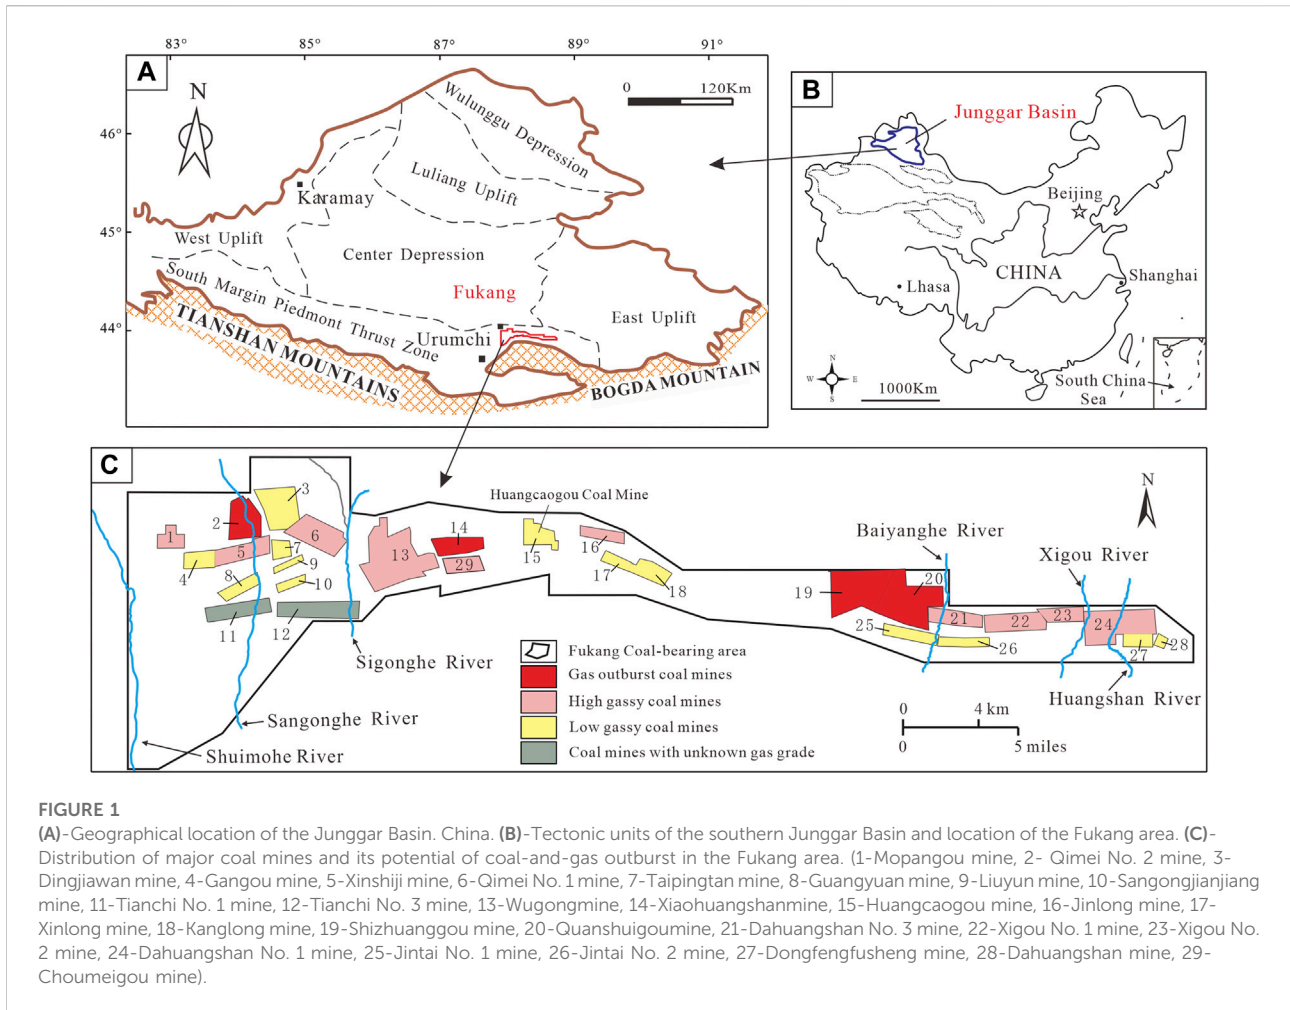 83°
85°
87°
89°
91°
A
N
0
120Km
46°
45°
44°
Wulunggu Depression
Luliang Uplift
Karamay
West Uplift
Center Depression
South Margin Piedmont Thrust Zone
Fukang
Urumchi
East Uplift
TIANSHAN MOUNTAINS
BOGDA MOUNTAIN
B
Junggar Basin
Beijing
CHINA
Shanghai
Lhasa
N
W
E
S
1000Km
South China
Sea
C
N
1
2
3
4
5
6
7
8
9
10
11
12
13
14
29
Huangcaogou Coal Mine
15
16
17
18
19
20
21
22
23
24
25
26
27
28
Baiyanghe River
Xigou River
Huangshan River
Sigonghe River
Sangonghe River
Shuimohe River
Fukang Coal-bearing area
Gas outburst coal mines
High gassy coal mines
Low gassy coal mines
Coal mines with unknown gas grade
0
4 km
0
5 miles
FIGURE 1
(A)-Geographical location of the Junggar Basin. China. (B)-Tectonic units of the southern Junggar Basin and location of the Fukang area. (C)-
Distribution of major coal mines and its potential of coal-and-gas outburst in the Fukang area. (1-Mopangou mine, 2- Qimei No. 2 mine, 3-
Dingjiawan mine, 4-Gangou mine, 5-Xinshiji mine, 6-Qimei No. 1 mine, 7-Taipingtan mine, 8-Guangyuan mine, 9-Liuyun mine, 10-Sangongjianjiang
mine, 11-Tianchi No. 1 mine, 12-Tianchi No. 3 mine, 13-Wugongmine, 14-Xiaohuangshanmine, 15-Huangcaogou mine, 16-Jinlong mine, 17-
Xinlong mine, 18-Kanglong mine, 19-Shizhuanggou mine, 20-Quanshuigoumine, 21-Dahuangshan No. 3 mine, 22-Xigou No. 1 mine, 23-Xigou No.
2 mine, 24-Dahuangshan No. 1 mine, 25-Jintai No. 1 mine, 26-Jintai No. 2 mine, 27-Dongfengfusheng mine, 28-Dahuangshan mine, 29-
Choumeigou mine).